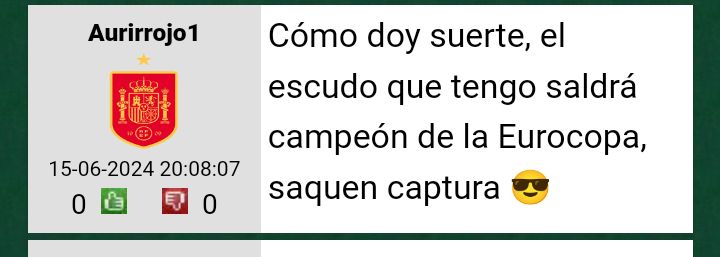 Aurirrojo1
15-06-2024 20:08:07
0 0
Cómo doy suerte, el
escudo que tengo saldrá
campeón de la Eurocopa,
saquen captura 😎